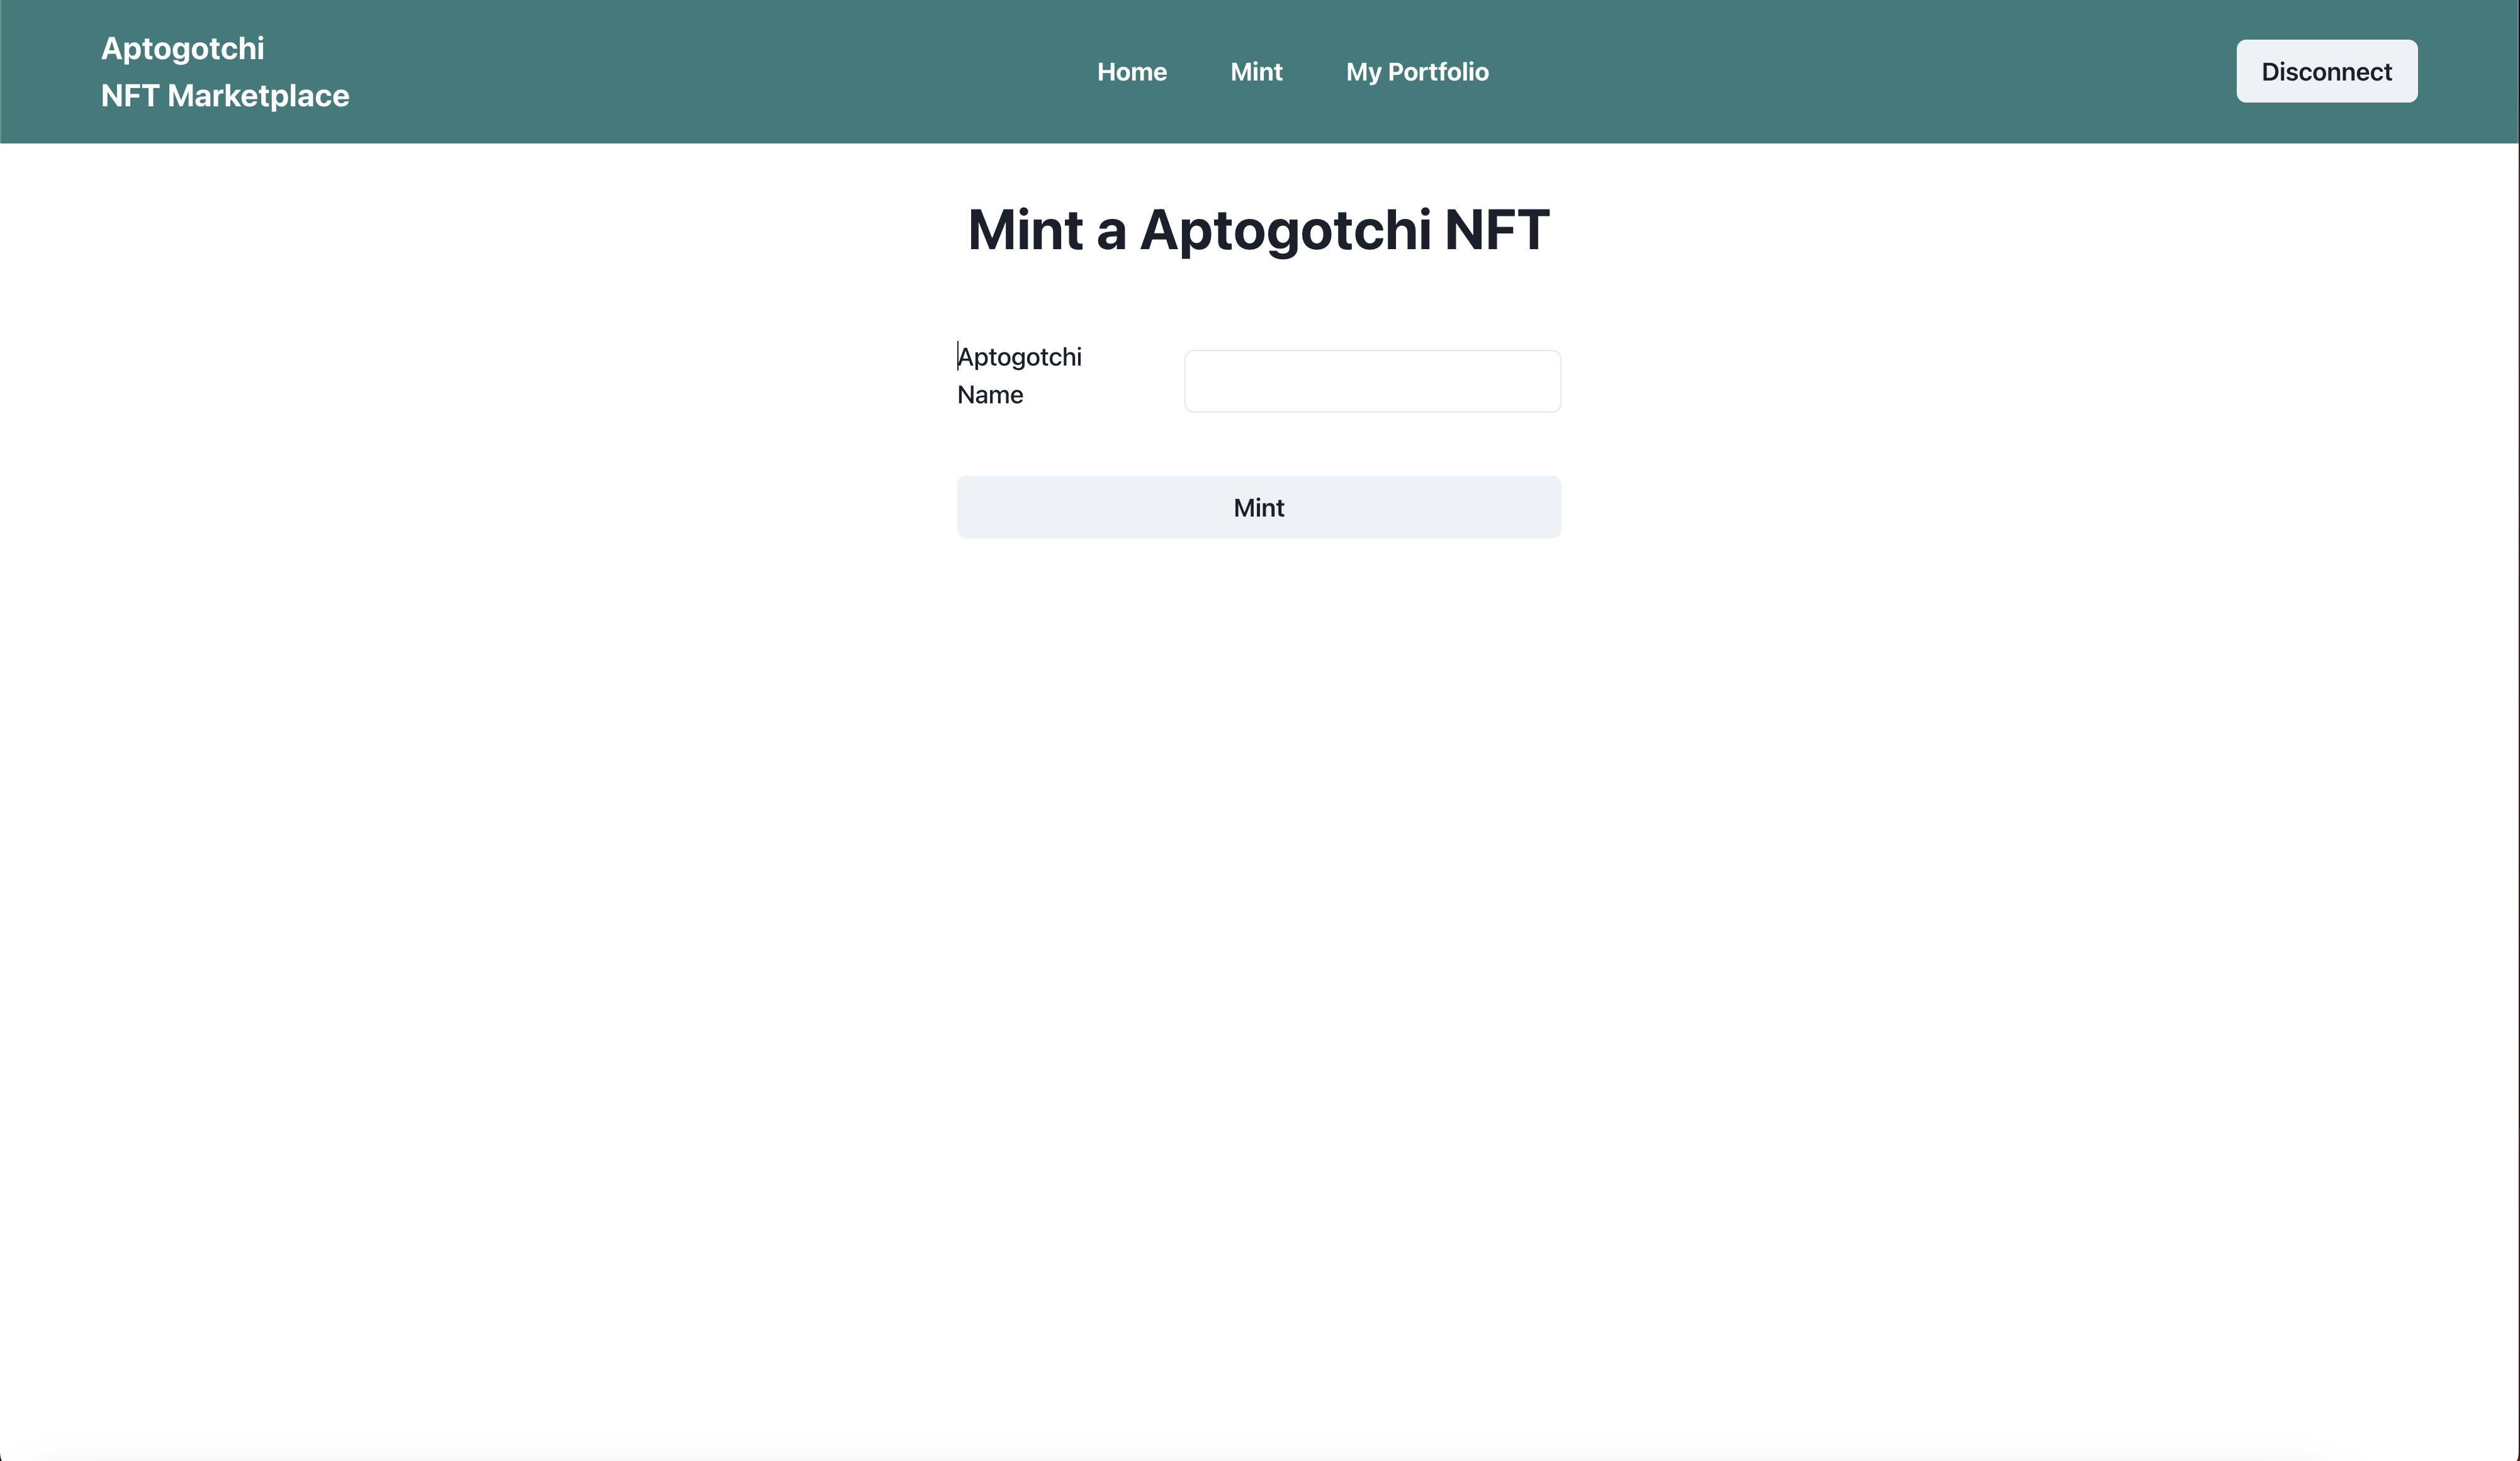 Aptogotchi
NFT Marketplace
Home
Mint
My Portfolio
Disconnect
Mint a Aptogotchi NFT
Aptogotchi
Name
Mint